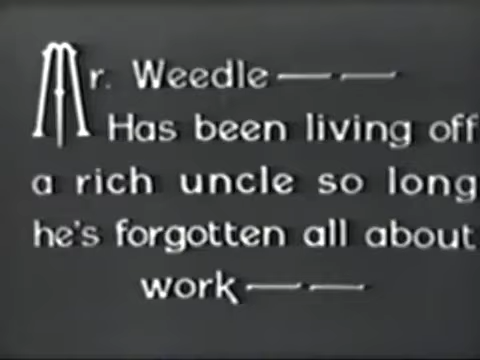 Mr. Weedle — —
Has been living off
a rich uncle so long
he's forgotten all about
work — —